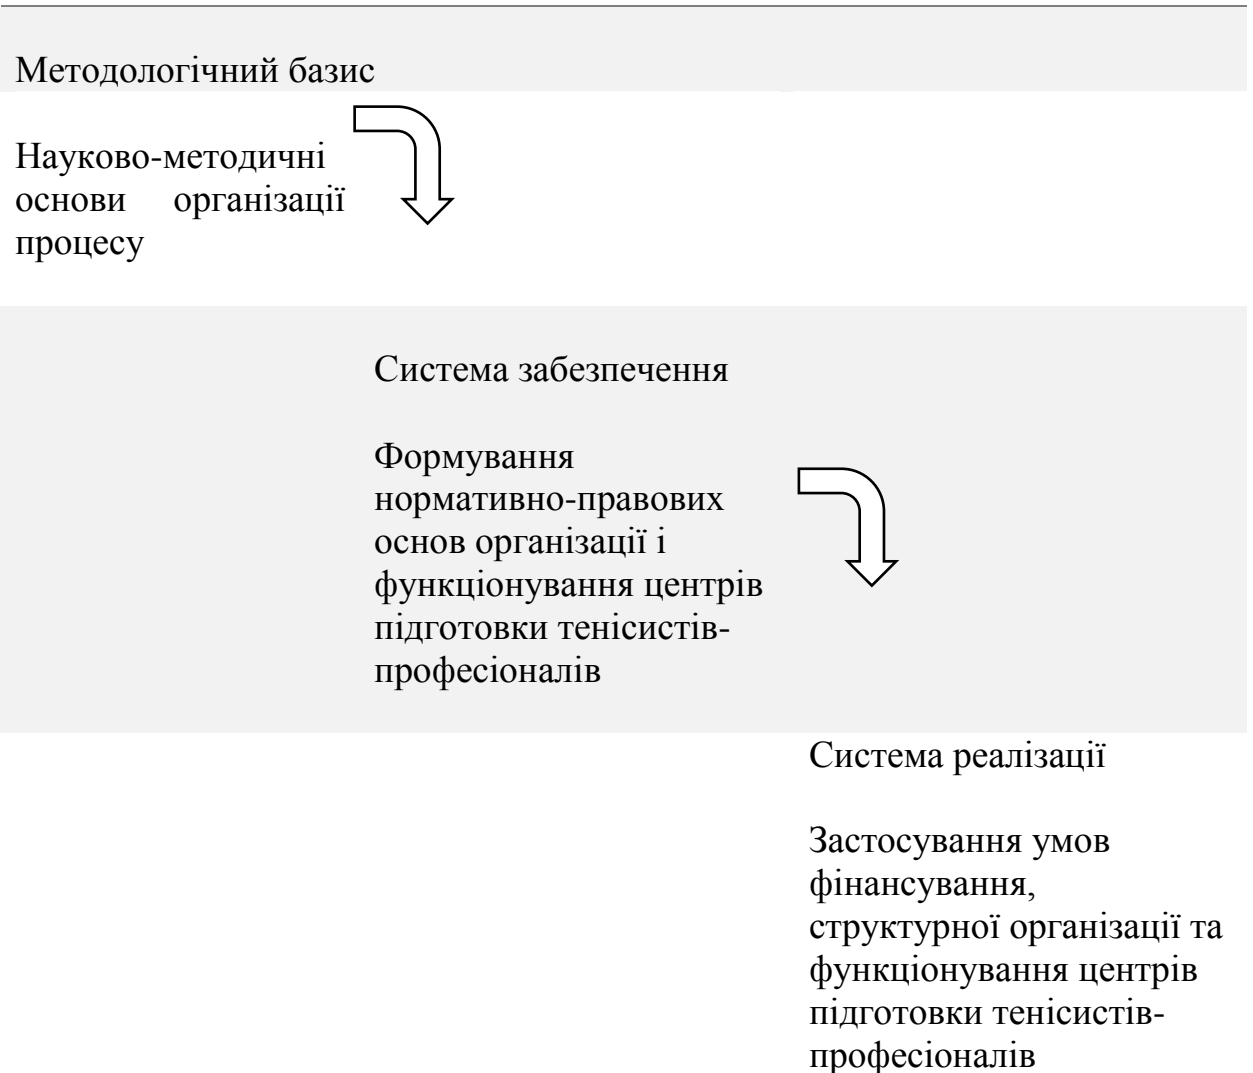 Методологічний базис
Науково-методичні
основи організації
процесу
Система забезпечення
Формування
нормативно-правових
основ організації і
функціонування центрів
підготовки тенісистів-
професіоналів
Система реалізації
Застосування умов
фінансування,
структурної організації та
функціонування центрів
підготовки тенісистів-
професіоналів